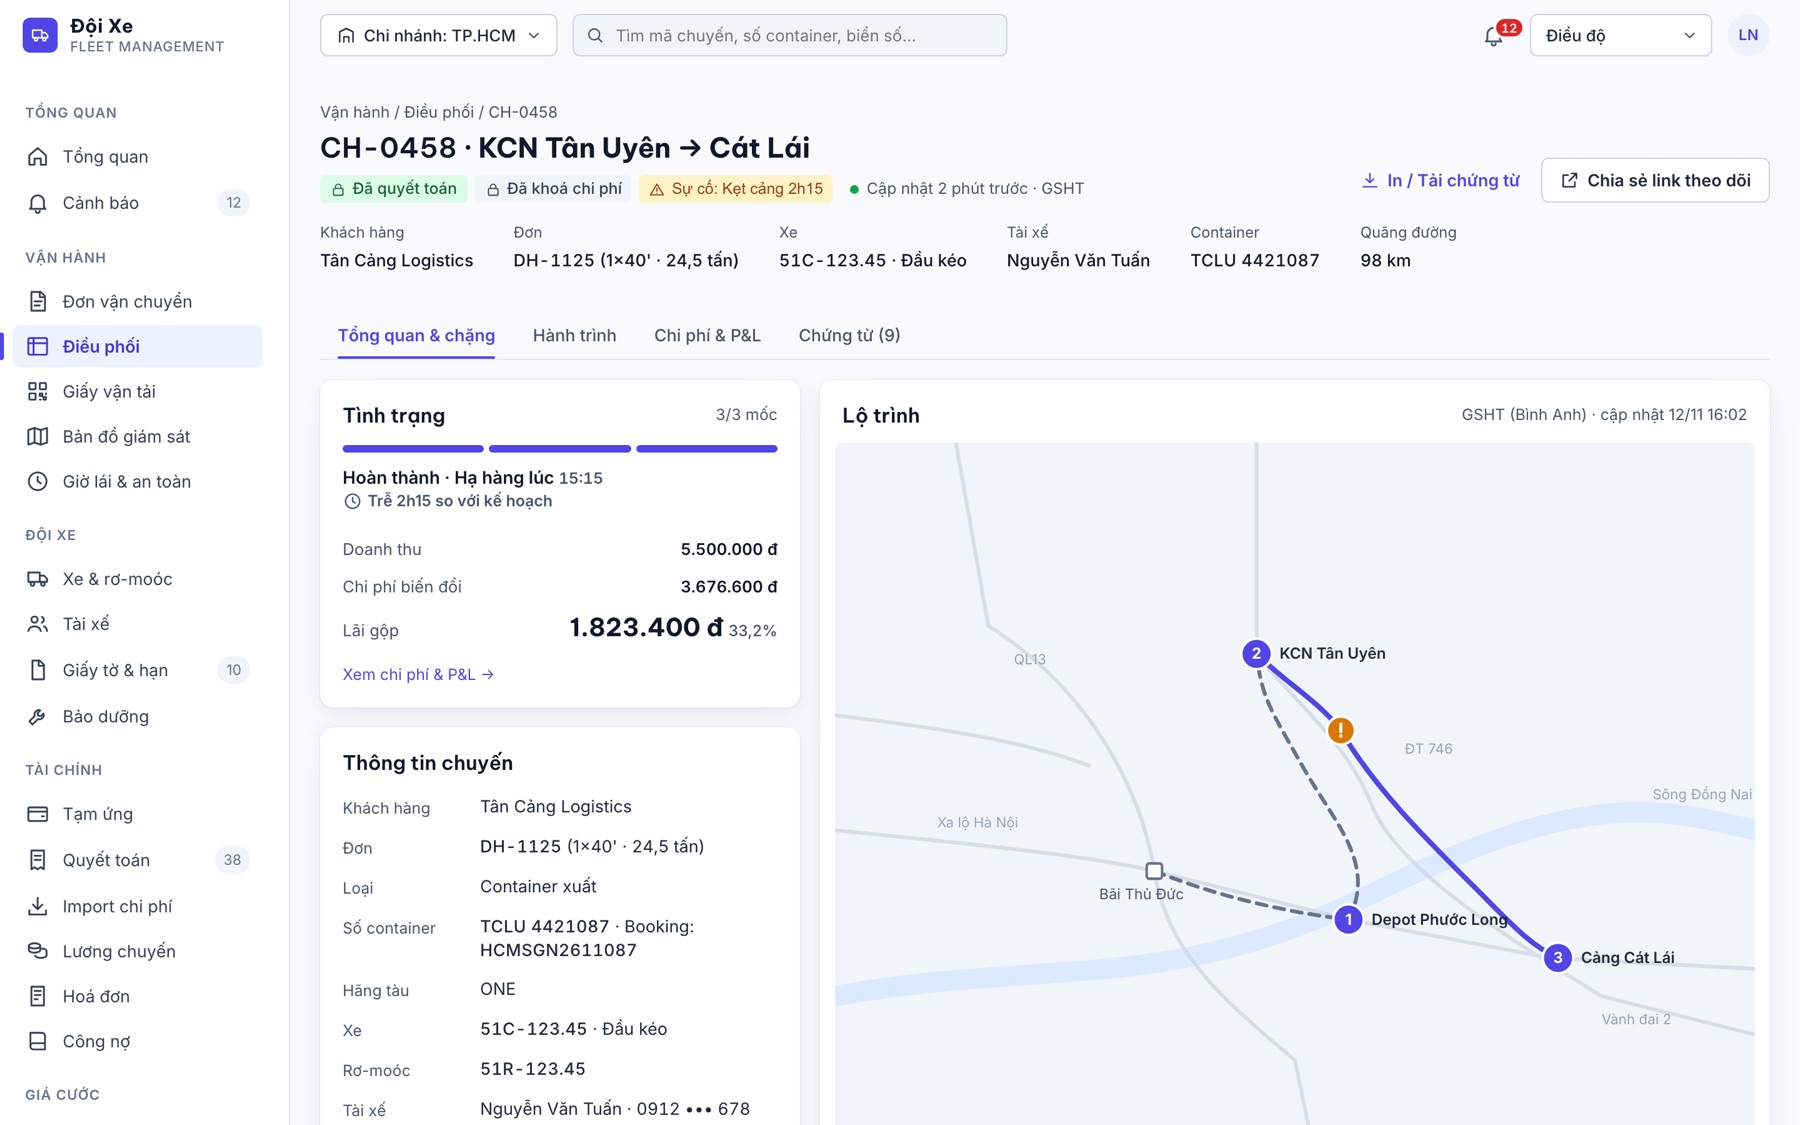 Đội Xe
FLEET MANAGEMENT
Chi nhánh: TP.HCM
Tìm mã chuyến, số container, biển số...
12
Điều độ
LN
TỔNG QUAN
Tổng quan
Cảnh báo 12
VẬN HÀNH
Đơn vận chuyển
Điều phối
Giấy vận tải
Bản đồ giám sát
Giờ lái & an toàn
ĐỘI XE
Xe & rơ-moóc
Tài xế
Giấy tờ & hạn 10
Bảo dưỡng
TÀI CHÍNH
Tạm ứng
Quyết toán 38
Import chi phí
Lương chuyến
Hoá đơn
Công nợ
GIÁ CƯỚC
Vận hành / Điều phối / CH-0458
CH-0458 · KCN Tân Uyên → Cát Lái
Đã quyết toán Đã khoá chi phí Sự cố: Kẹt cảng 2h15 Cập nhật 2 phút trước · GSHT
In / Tải chứng từ
Chia sẻ link theo dõi
Khách hàng Đơn Xe Tài xế Container Quãng đường
Tân Cảng Logistics DH-1125 (1×40' · 24,5 tấn) 51C-123.45 · Đầu kéo Nguyễn Văn Tuấn TCLU 4421087 98 km
Tổng quan & chặng Hành trình Chi phí & P&L Chứng từ (9)
Tình trạng 3/3 mốc
Hoàn thành · Hạ hàng lúc 15:15
Trễ 2h15 so với kế hoạch
Doanh thu 5.500.000 đ
Chi phí biến đổi 3.676.600 đ
Lãi gộp 1.823.400 đ 33,2%
Xem chi phí & P&L →
Thông tin chuyến
Khách hàng Tân Cảng Logistics
Đơn DH-1125 (1×40' · 24,5 tấn)
Loại Container xuất
Số container TCLU 4421087 · Booking:
HCMSGN2611087
Hãng tàu ONE
Xe 51C-123.45 · Đầu kéo
Rơ-moóc 51R-123.45
Tài xế Nguyễn Văn Tuấn · 0912 ••• 678
Lộ trình GSHT (Bình Anh) · cập nhật 12/11 16:02
2 KCN Tân Uyên
QL13
!
ĐT 746
Sông Đồng Nai
Xa lộ Hà Nội
Bãi Thủ Đức
1 Depot Phước Long
3 Cảng Cát Lái
Vành đai 2